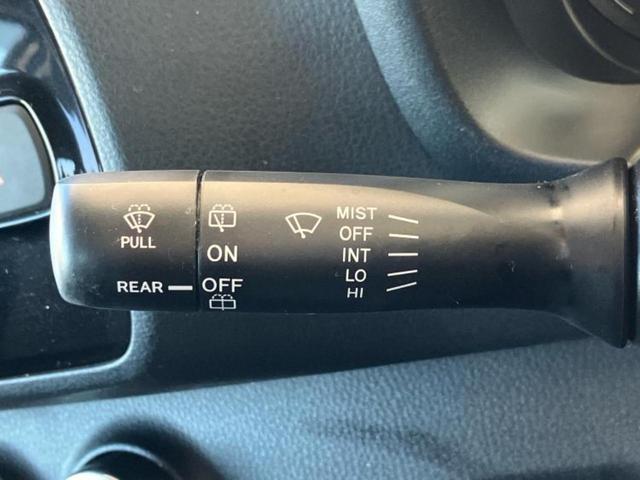 PULL
REAR
ON
OFF
MIST
OFF
INT
LO
HI